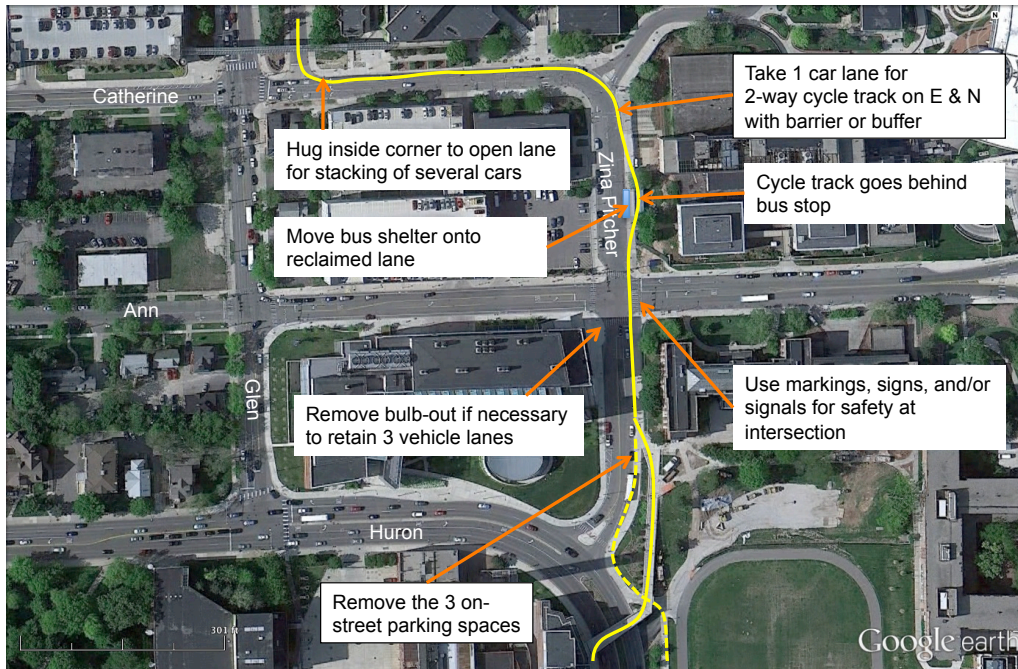 N
Catherine
Take 1 car lane for
2-way cycle track on E & N
with barrier or buffer
Hug inside corner to open lane
for stacking of several cars
Zina Pitcher
Cycle track goes behind
bus stop
Move bus shelter onto
reclaimed lane
Ann
Glen
Use markings, signs, and/or
signals for safety at
intersection
Remove bulb-out if necessary
to retain 3 vehicle lanes
Huron
Remove the 3 on-
street parking spaces
301 M
Google earth